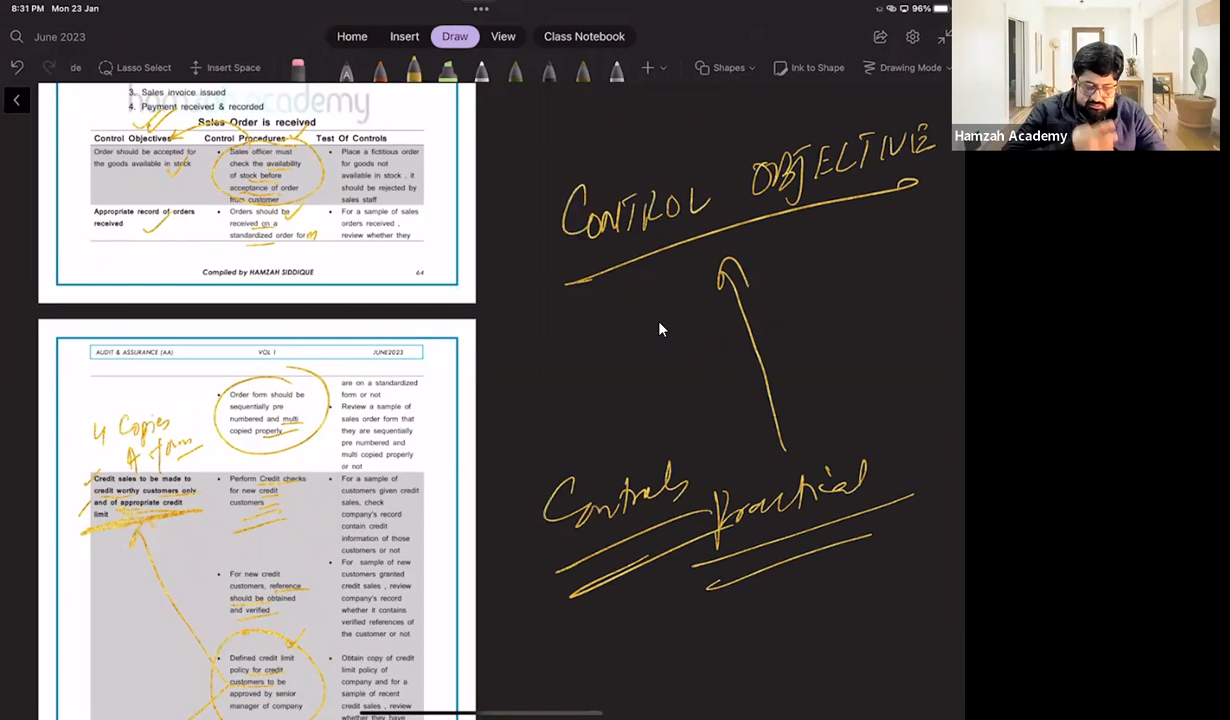 8:31 PM Mon 23 Jan
96%
June 2023
Home Insert Draw View Class Notebook
de Lasso Select Insert Space Shapes Ink to Shape Drawing Mode
Hamzah Academy
3. Sales invoice issued
4. Payment received & recorded
Sales Order is received
Control Objectives Control Procedures Test Of Controls
Order should be accepted for
the goods available in stock
• Sales officer must
check the availability
of stock before
acceptance of order
from customer
• Place a fictitious order
for goods not
available in stock , it
should be rejected by
sales staff
Appropriate record of orders
received
• Orders should be
received on a
standardized order form
• For a sample of sales
orders received ,
review whether they
Compiled by HAMZAH SIDDIQUE 64
AUDIT & ASSURANCE (AA) VOL 1 JUNE2023
• Order form should be
sequentially pre
numbered and multi
copied properly.
are on a standardized
form or not
• Review a sample of
sales order form that
they are sequentially
pre numbered and
multi copied properly
or not
4 Copies
A form
Credit sales to be made to
credit worthy customers only
and of appropriate credit
limit
• Perform Credit checks
for new credit
customers
• For a sample of
customers given credit
sales, check
company's record
contain credit
information of those
customers or not
• For new credit
customers, reference
should be obtained
and verified
• For sample of new
customers granted
credit sales , review
company's record
whether it contains
verified references of
the customer or not
• Defined credit limit
policy for credit
customers to be
approved by senior
manager of company
• Obtain copy of credit
limit policy of
company and for a
sample of recent
credit sales , review
whether they have
CONTROL OBJECTIVE
Controls Practical